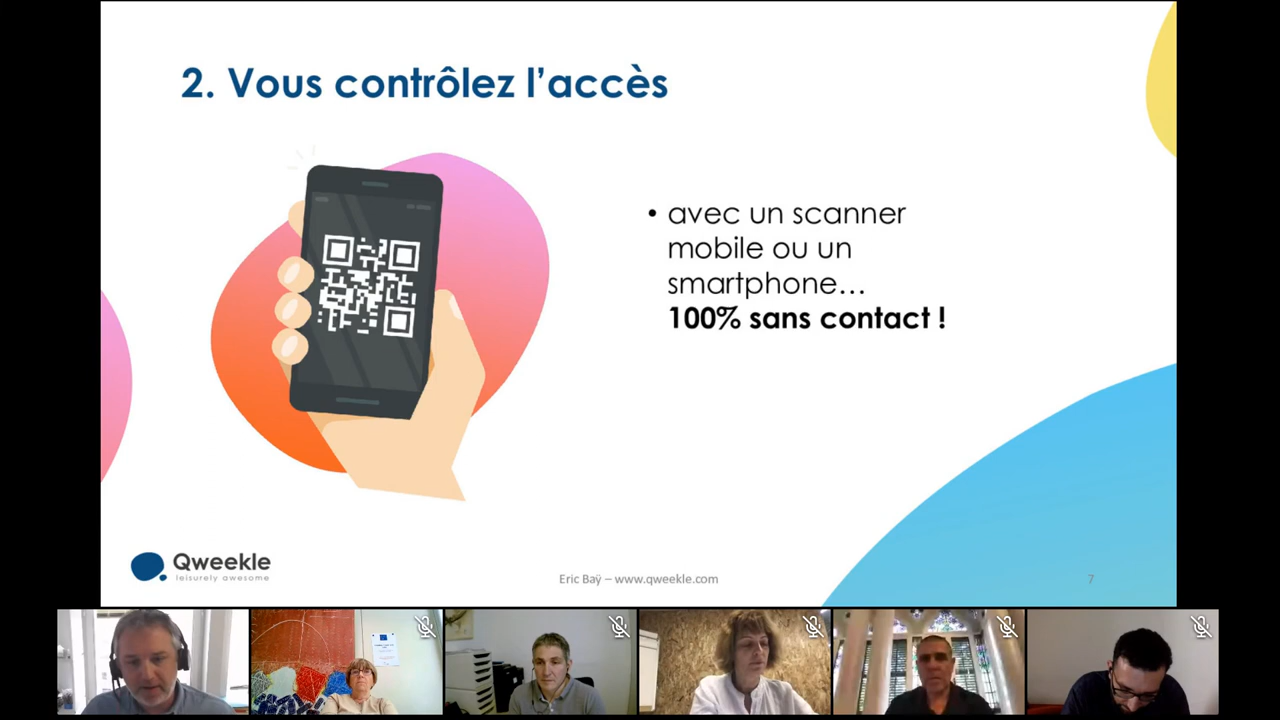 2. Vous contrôlez l’accès
• avec un scanner
mobile ou un
smartphone…
100% sans contact !
Qweekle
leisurely awesome
Eric Baÿ – www.qweekle.com
7